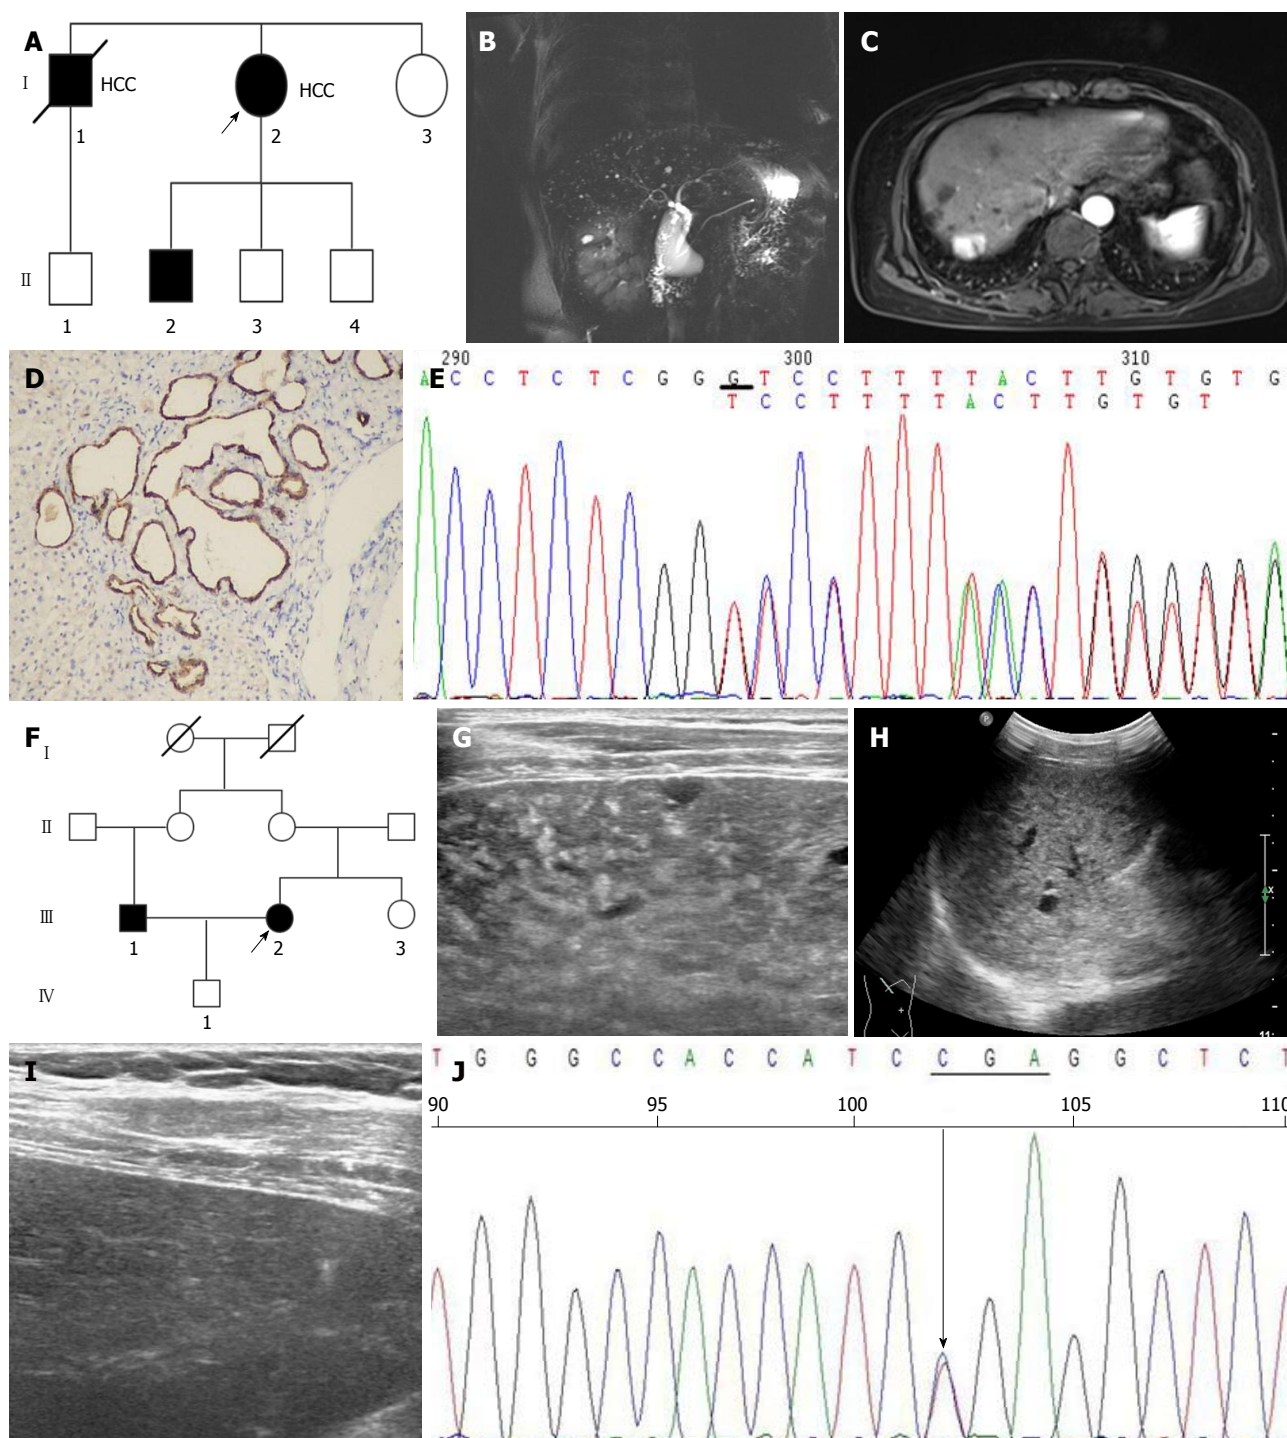 A
I
HCC
HCC
1
2
3
II
1
2
3
4
B
C
D
E
290
300
310
A C C T C T C G G G T C C T T T T A C T T G T G T G
T C C T T T T A C T T G T G T
F
I
II
III
1
2
3
IV
1
G
H
P
x
11:
I
J
T G G G C C A C C A T C C G A G G C T C T
90
95
100
105
110